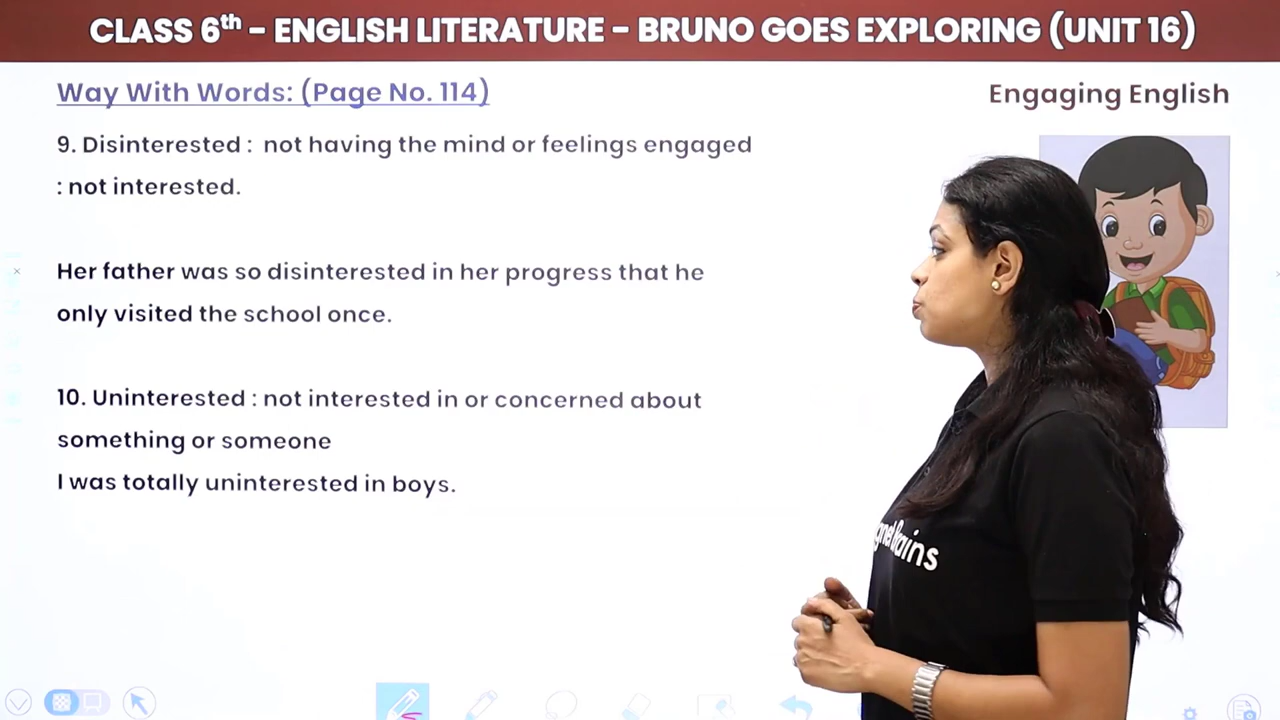 CLASS 6th - ENGLISH LITERATURE - BRUNO GOES EXPLORING (UNIT 16)
Way With Words: (Page No. 114)
Engaging English
9. Disinterested : not having the mind or feelings engaged
: not interested.
Her father was so disinterested in her progress that he
only visited the school once.
10. Uninterested : not interested in or concerned about
something or someone
I was totally uninterested in boys.